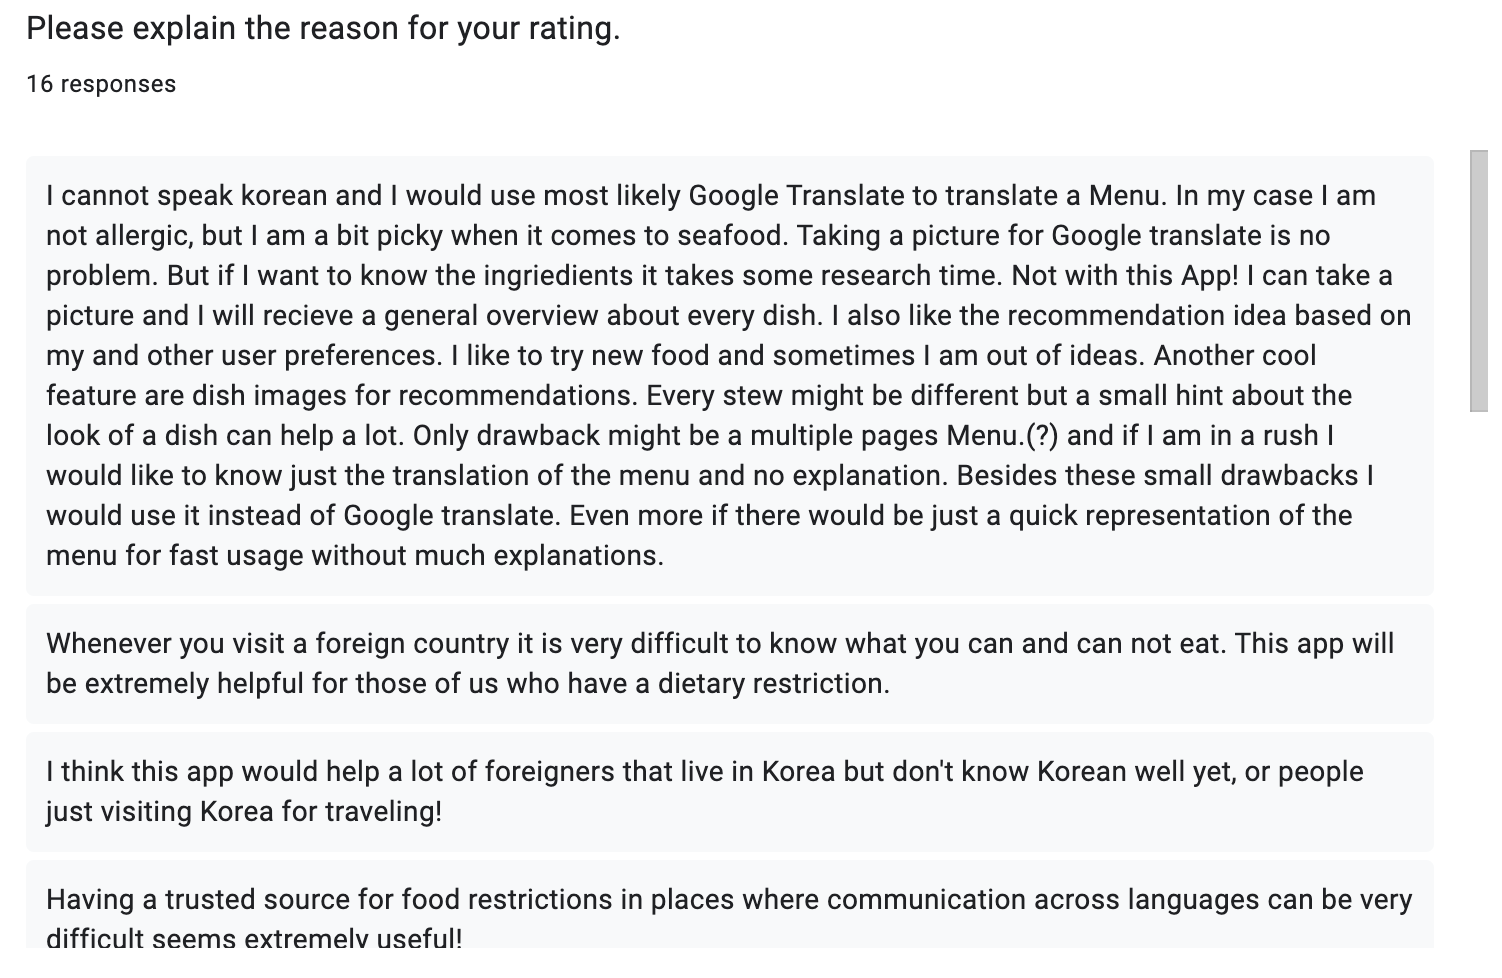 Please explain the reason for your rating.
16 responses
I cannot speak korean and I would use most likely Google Translate to translate a Menu. In my case I am
not allergic, but I am a bit picky when it comes to seafood. Taking a picture for Google translate is no
problem. But if I want to know the ingriedients it takes some research time. Not with this App! I can take a
picture and I will recieve a general overview about every dish. I also like the recommendation idea based on
my and other user preferences. I like to try new food and sometimes I am out of ideas. Another cool
feature are dish images for recommendations. Every stew might be different but a small hint about the
look of a dish can help a lot. Only drawback might be a multiple pages Menu.(?) and if I am in a rush I
would like to know just the translation of the menu and no explanation. Besides these small drawbacks I
would use it instead of Google translate. Even more if there would be just a quick representation of the
menu for fast usage without much explanations.
Whenever you visit a foreign country it is very difficult to know what you can and can not eat. This app will
be extremely helpful for those of us who have a dietary restriction.
I think this app would help a lot of foreigners that live in Korea but don't know Korean well yet, or people
just visiting Korea for traveling!
Having a trusted source for food restrictions in places where communication across languages can be very
difficult seems extremely useful!